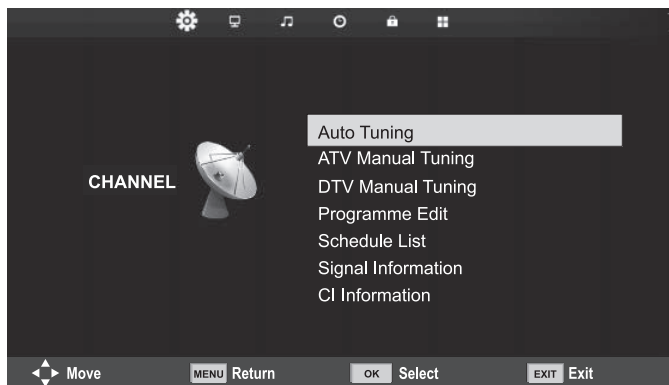 Auto Tuning
ATV Manual Tuning
CHANNEL
DTV Manual Tuning
Programme Edit
Schedule List
Signal Information
CI Information
Move MENU Return OK Select EXIT Exit